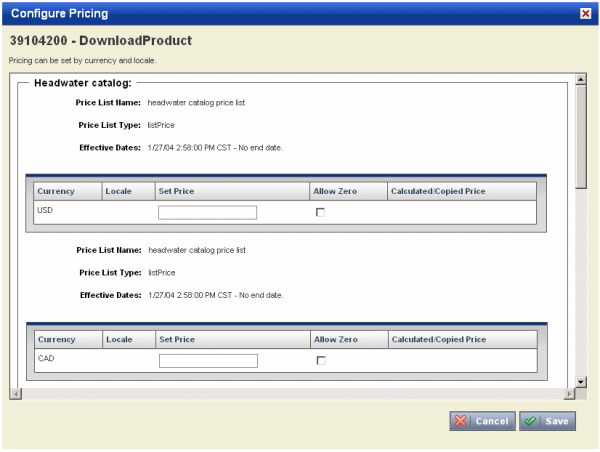 Configure Pricing
39104200 - DownloadProduct
Pricing can be set by currency and locale.
Headwater catalog:
Price List Name: headwater catalog price list
Price List Type: listPrice
Effective Dates: 1/27/04 2:58:00 PM CST - No end date.
Currency Locale Set Price Allow Zero Calculated/Copied Price
USD
Price List Name: headwater catalog price list
Price List Type: listPrice
Effective Dates: 1/27/04 2:58:00 PM CST - No end date.
Currency Locale Set Price Allow Zero Calculated/Copied Price
CAD
Cancel Save